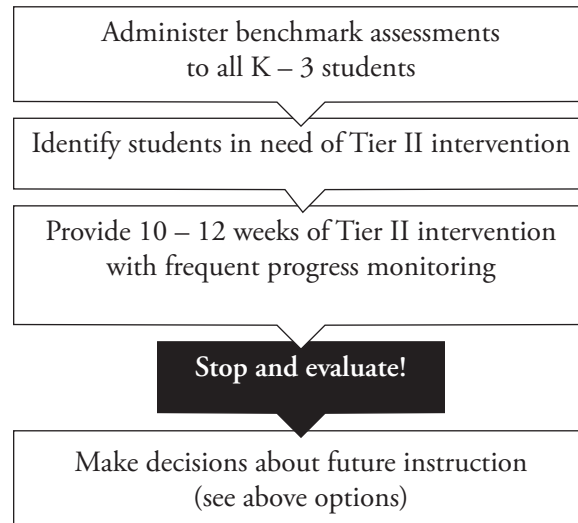 Administer benchmark assessments
to all K – 3 students
Identify students in need of Tier II intervention
Provide 10 – 12 weeks of Tier II intervention
with frequent progress monitoring
Stop and evaluate!
Make decisions about future instruction
(see above options)